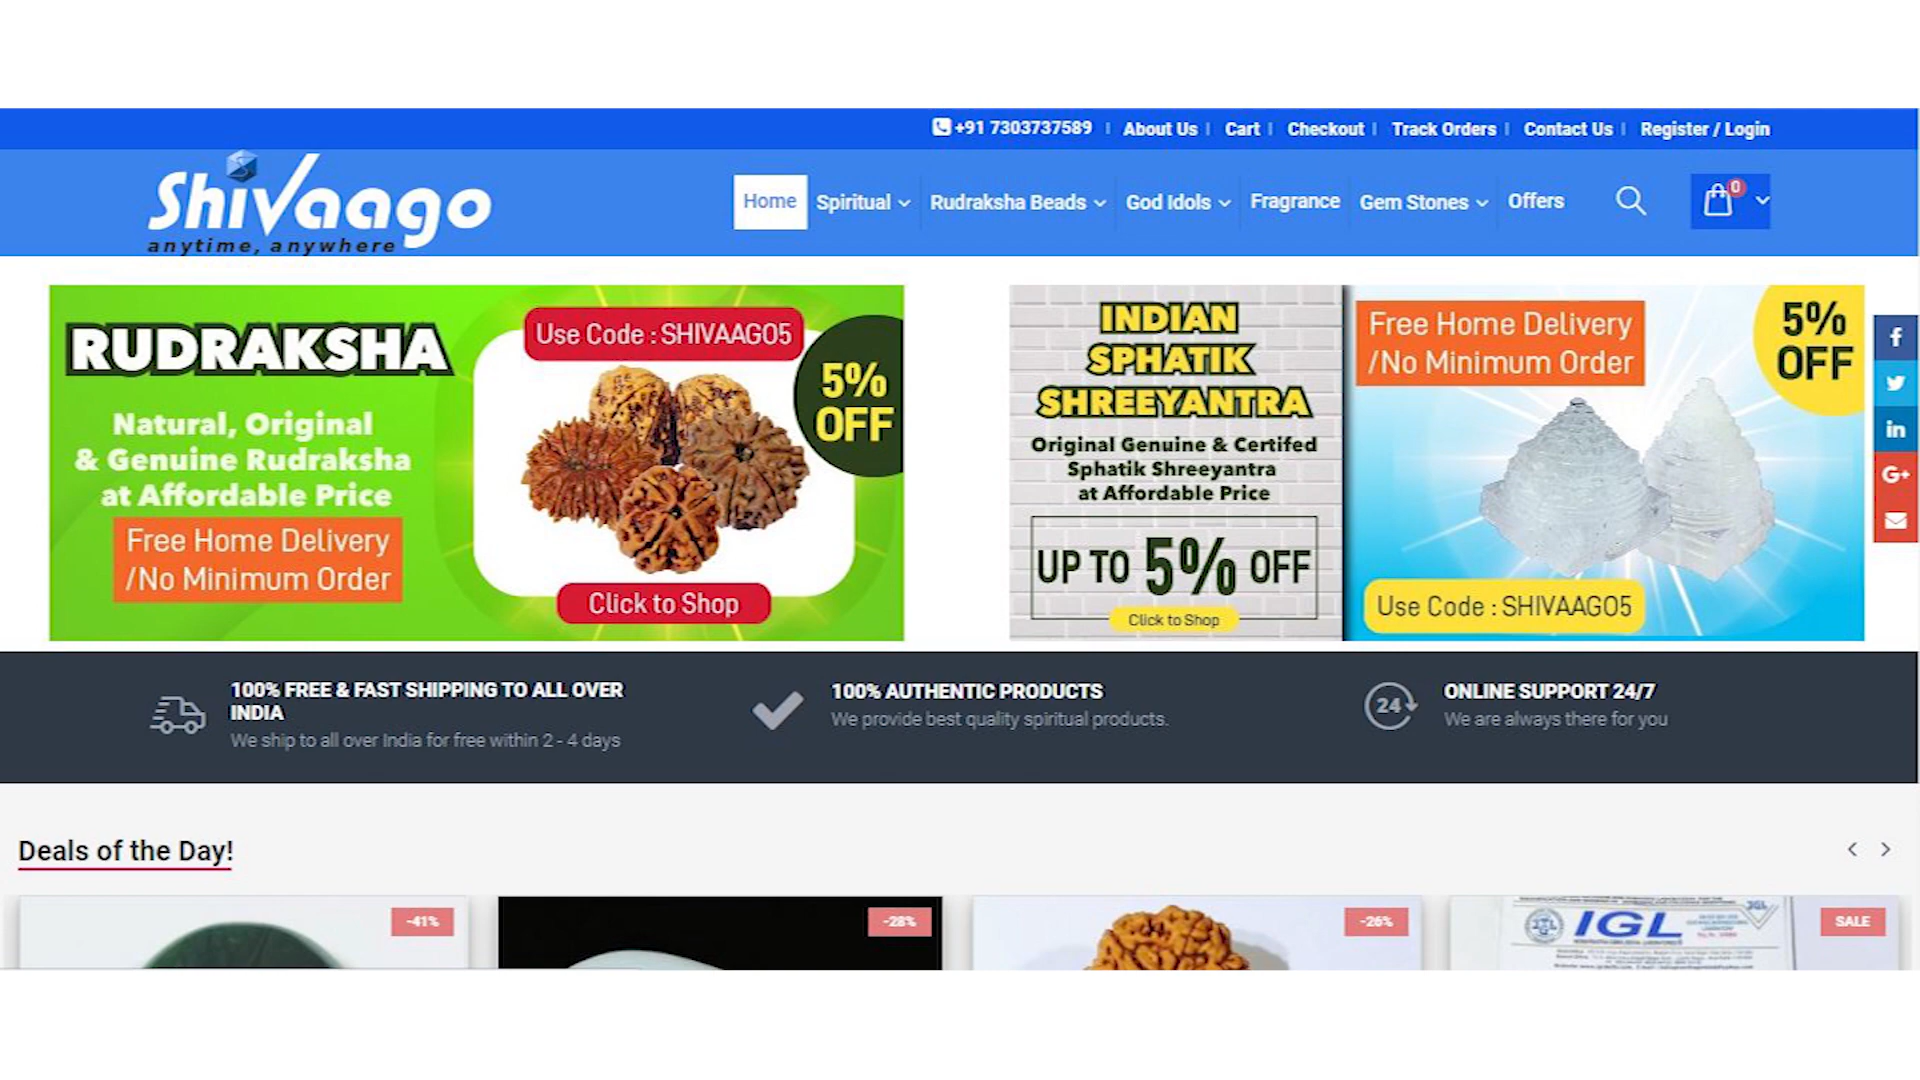 +91 7303737589 | About Us | Cart | Checkout | Track Orders | Contact Us | Register / Login
Shivaago
anytime, anywhere
Home Spiritual Rudraksha Beads God Idols Fragrance Gem Stones Offers
0
RUDRAKSHA
Natural, Original
& Genuine Rudraksha
at Affordable Price
Free Home Delivery
/No Minimum Order
Use Code : SHIVAAGO5
5%
OFF
Click to Shop
INDIAN
SPHATIK
SHREEYANTRA
Original Genuine & Certifed
Sphatik Shreeyantra
at Affordable Price
UP TO 5% OFF
Click to Shop
Free Home Delivery
/No Minimum Order
5%
OFF
Use Code : SHIVAAGO5
f
in
G+
100% FREE & FAST SHIPPING TO ALL OVER
INDIA
We ship to all over India for free within 2 - 4 days
100% AUTHENTIC PRODUCTS
We provide best quality spiritual products.
24
ONLINE SUPPORT 24/7
We are always there for you
Deals of the Day!
-41%
-28%
-26%
IGL
SALE